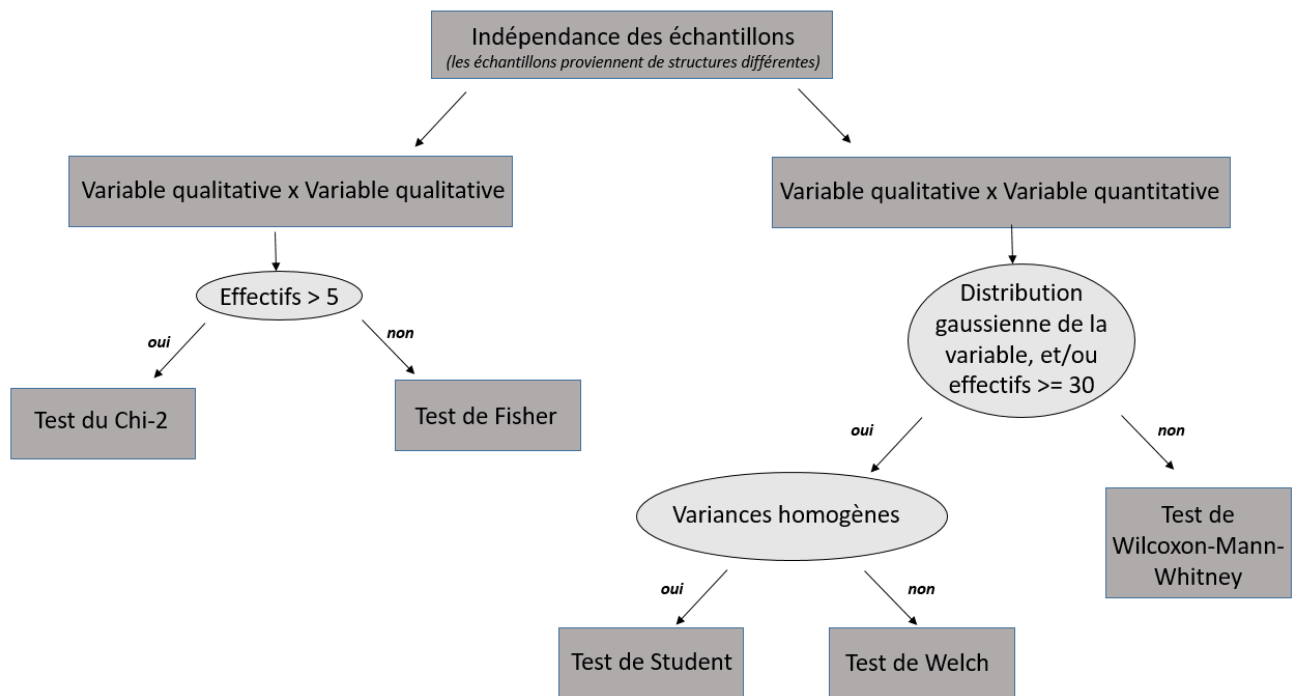 Indépendance des échantillons
(les échantillons proviennent de structures différentes)
Variable qualitative x Variable qualitative
Variable qualitative x Variable quantitative
Effectifs > 5
oui
non
Test du Chi-2
Test de Fisher
Distribution
gaussienne de la
variable, et/ou
effectifs >= 30
oui
non
Variances homogènes
Test de
Wilcoxon-Mann-
Whitney
oui
non
Test de Student
Test de Welch